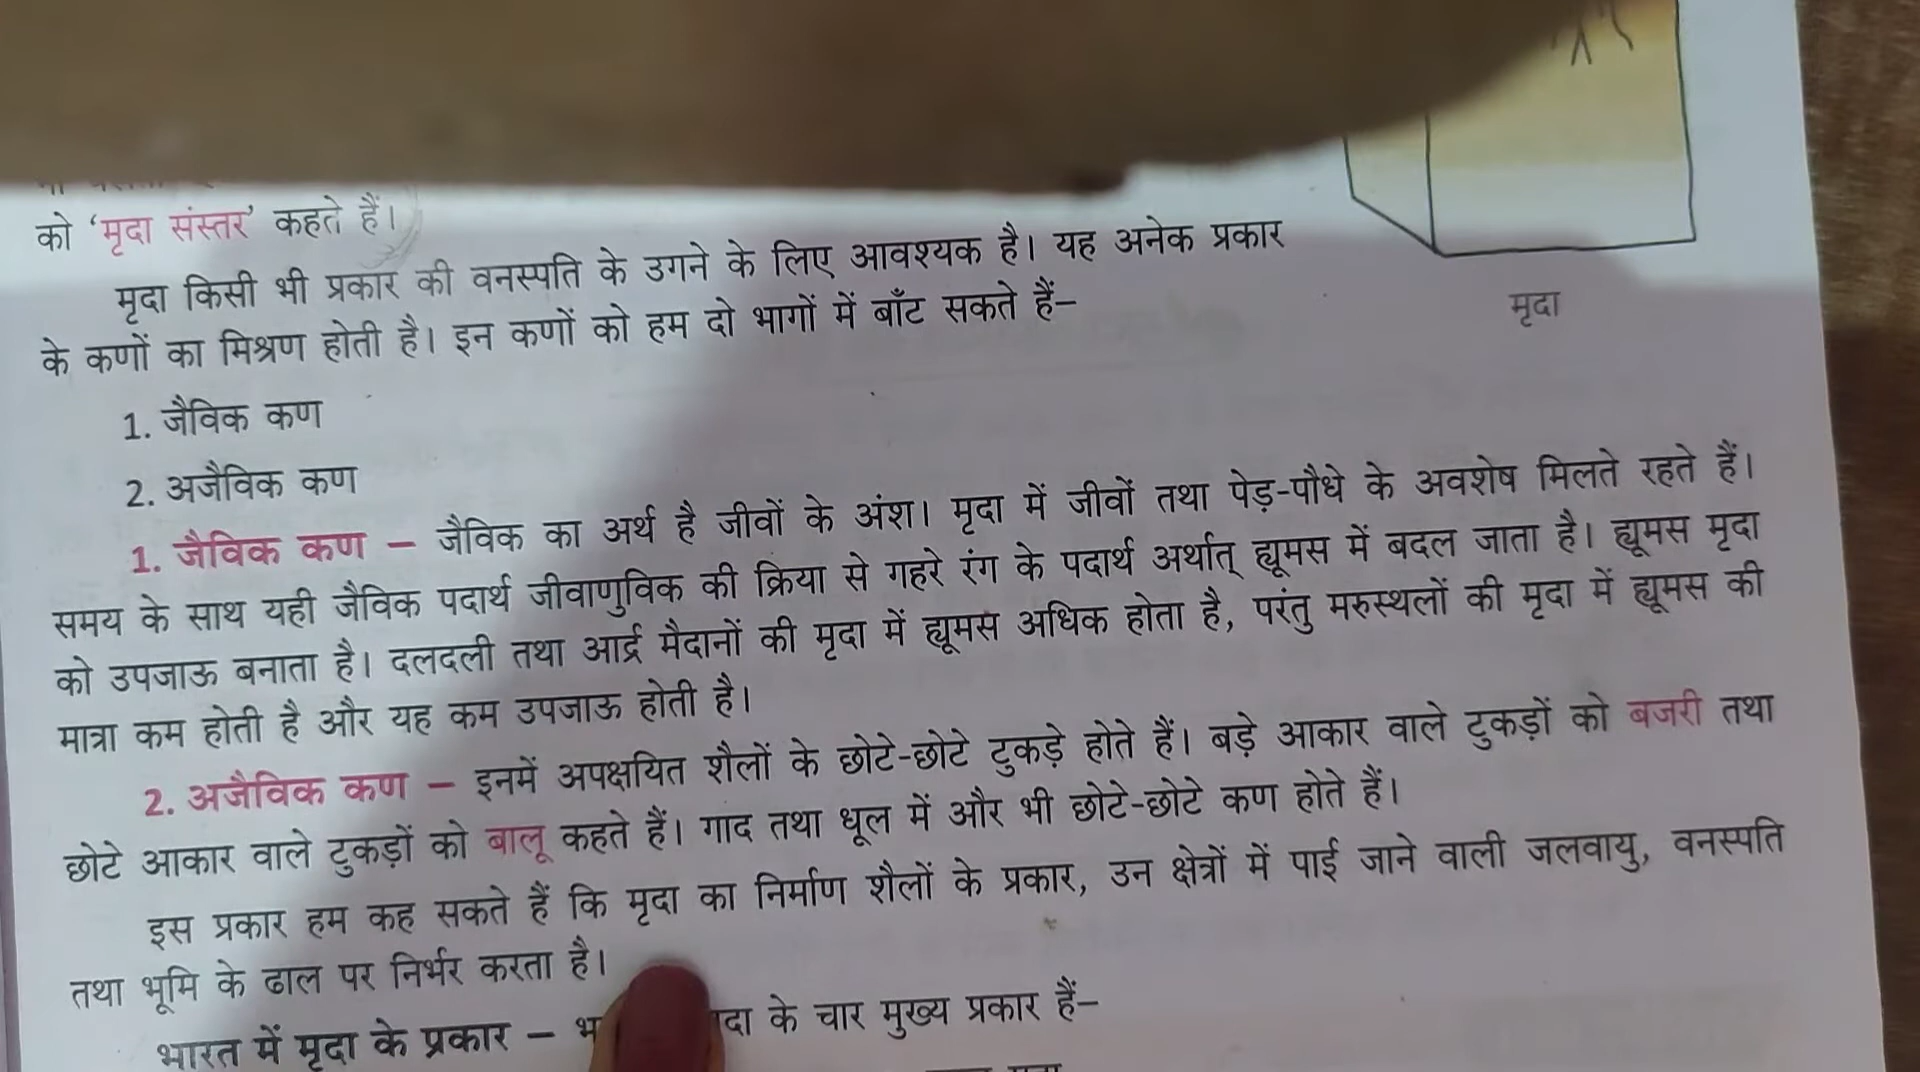 को ‘मृदा संस्तर’ कहते हैं।
मृदा किसी भी प्रकार की वनस्पति के उगने के लिए आवश्यक है। यह अनेक प्रकार
के कणों का मिश्रण होती है। इन कणों को हम दो भागों में बाँट सकते हैं–
मृदा
1. जैविक कण
2. अजैविक कण
1. जैविक कण – जैविक का अर्थ है जीवों के अंश। मृदा में जीवों तथा पेड़-पौधे के अवशेष मिलते रहते हैं।
समय के साथ यही जैविक पदार्थ जीवाणुविक की क्रिया से गहरे रंग के पदार्थ अर्थात् ह्यूमस में बदल जाता है। ह्यूमस मृदा
को उपजाऊ बनाता है। दलदली तथा आर्द्र मैदानों की मृदा में ह्यूमस अधिक होता है, परंतु मरुस्थलों की मृदा में ह्यूमस की
मात्रा कम होती है और यह कम उपजाऊ होती है।
2. अजैविक कण – इनमें अपक्षयित शैलों के छोटे-छोटे टुकड़े होते हैं। बड़े आकार वाले टुकड़ों को बजरी तथा
छोटे आकार वाले टुकड़ों को बालू कहते हैं। गाद तथा धूल में और भी छोटे-छोटे कण होते हैं।
इस प्रकार हम कह सकते हैं कि मृदा का निर्माण शैलों के प्रकार, उन क्षेत्रों में पाई जाने वाली जलवायु, वनस्पति
तथा भूमि के ढाल पर निर्भर करता है।
भारत में मृदा के प्रकार – के चार मुख्य प्रकार हैं–